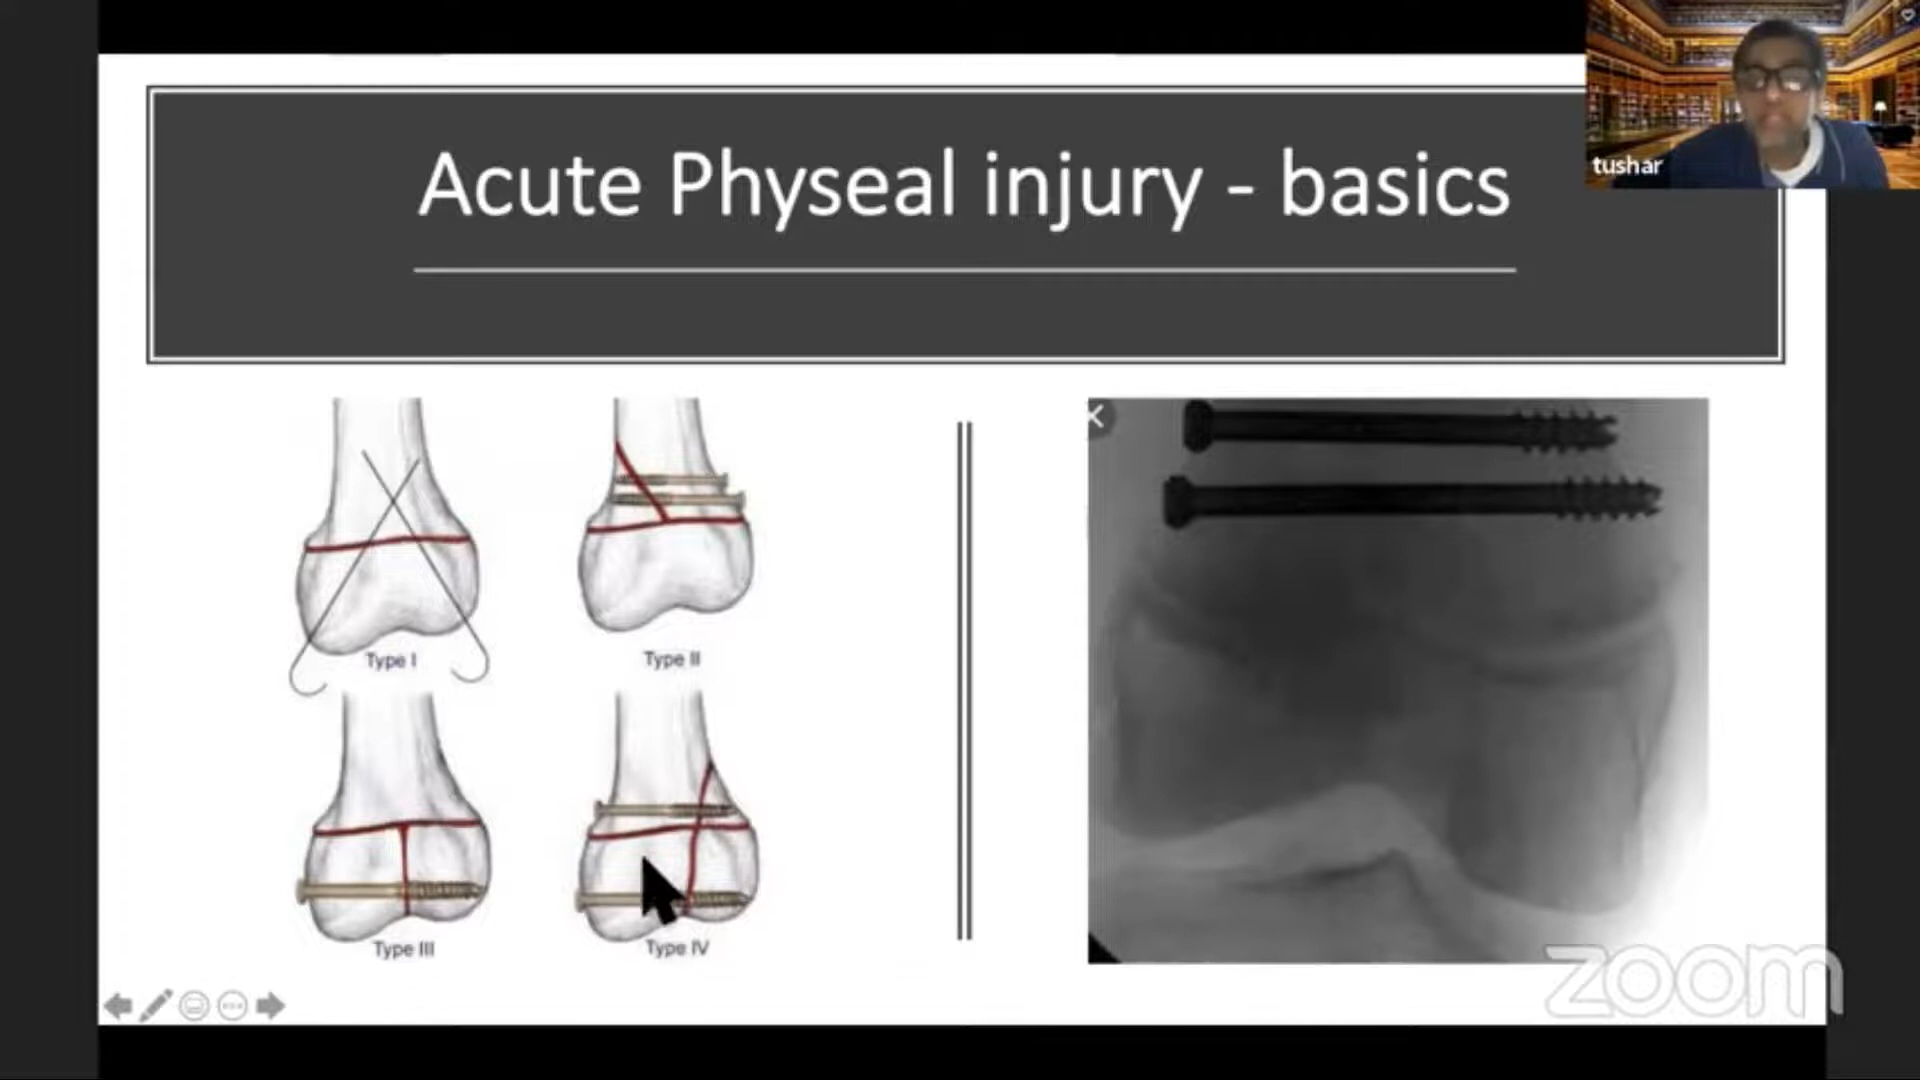 Acute Physeal injury - basics
tushar
Type I
Type II
Type III
Type IV
zoom